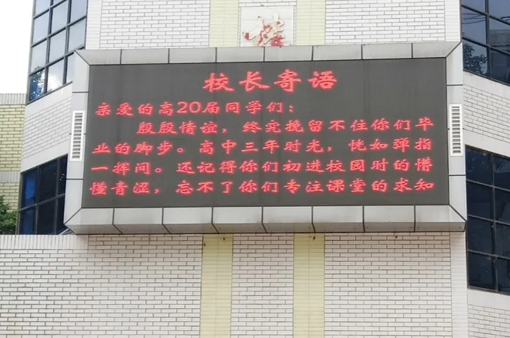 校长寄语
亲爱的高20届同学们：
殷殷情谊，终究挽留不住你们毕
业的脚步。高中三年时光，恍如弹指
一挥间。还记得你们初进校园时的懵
懂青涩，忘不了你们专注课堂的求知